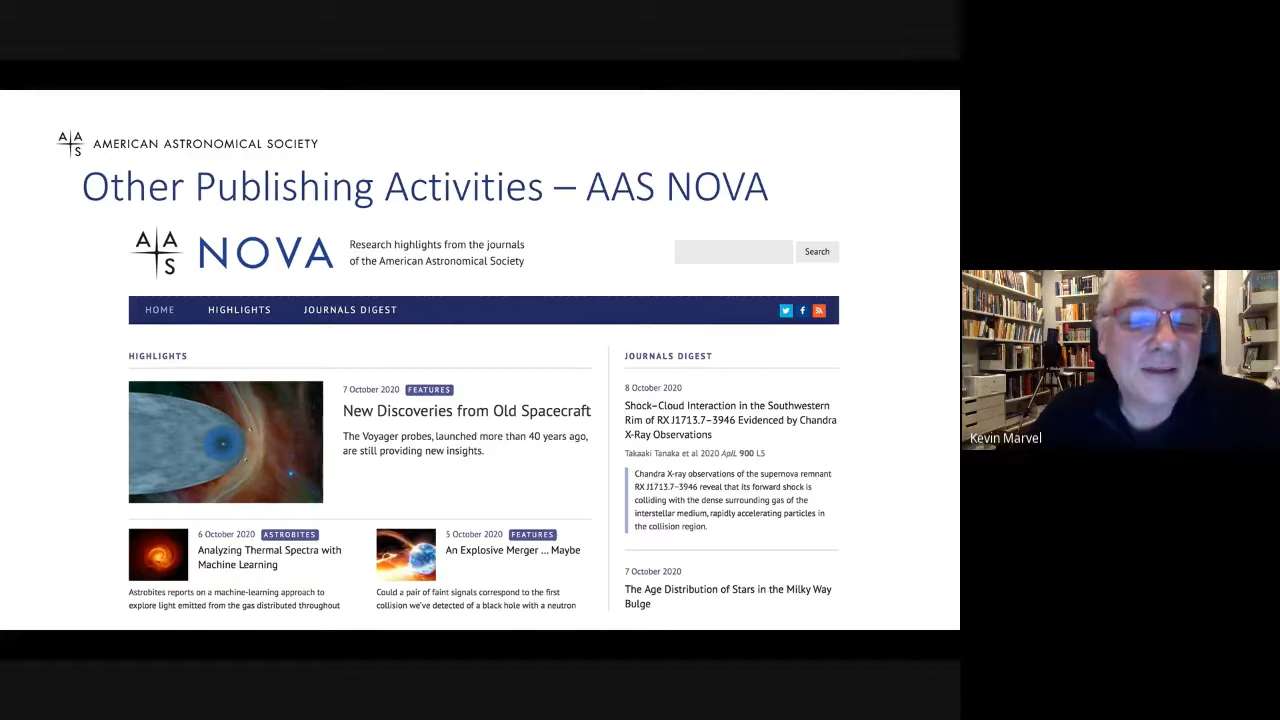 A A
S
AMERICAN ASTRONOMICAL SOCIETY
Other Publishing Activities – AAS NOVA
A A
S
NOVA
Research highlights from the journals
of the American Astronomical Society
Search
HOME
HIGHLIGHTS
JOURNALS DIGEST
HIGHLIGHTS
7 October 2020 FEATURES
New Discoveries from Old Spacecraft
The Voyager probes, launched more than 40 years ago,
are still providing new insights.
6 October 2020 ASTROBITES
Analyzing Thermal Spectra with
Machine Learning
Astrobites reports on a machine-learning approach to
explore light emitted from the gas distributed throughout
5 October 2020 FEATURES
An Explosive Merger … Maybe
Could a pair of faint signals correspond to the first
collision we've detected of a black hole with a neutron
JOURNALS DIGEST
8 October 2020
Shock–Cloud Interaction in the Southwestern
Rim of RX J1713.7–3946 Evidenced by Chandra
X-Ray Observations
Takaaki Tanaka et al 2020 ApJL 900 L5
Chandra X-ray observations of the supernova remnant
RX J1713.7–3946 reveal that its forward shock is
colliding with the dense surrounding gas of the
interstellar medium, rapidly accelerating particles in
the collision region.
7 October 2020
The Age Distribution of Stars in the Milky Way
Bulge
Kevin Marvel